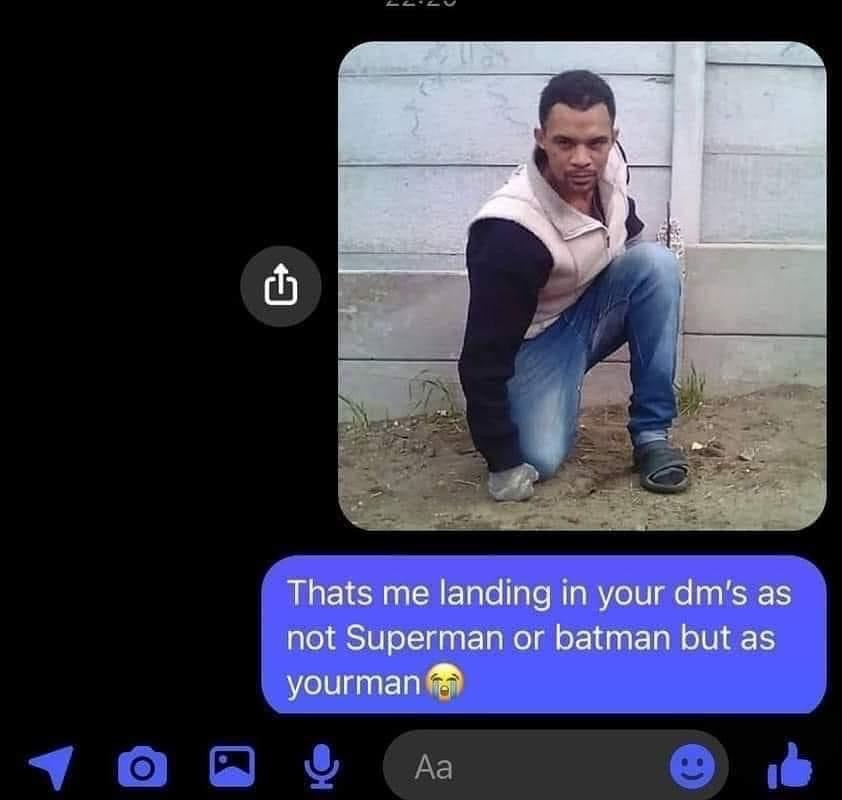 Thats me landing in your dm's as
not Superman or batman but as
yourman😭
Aa